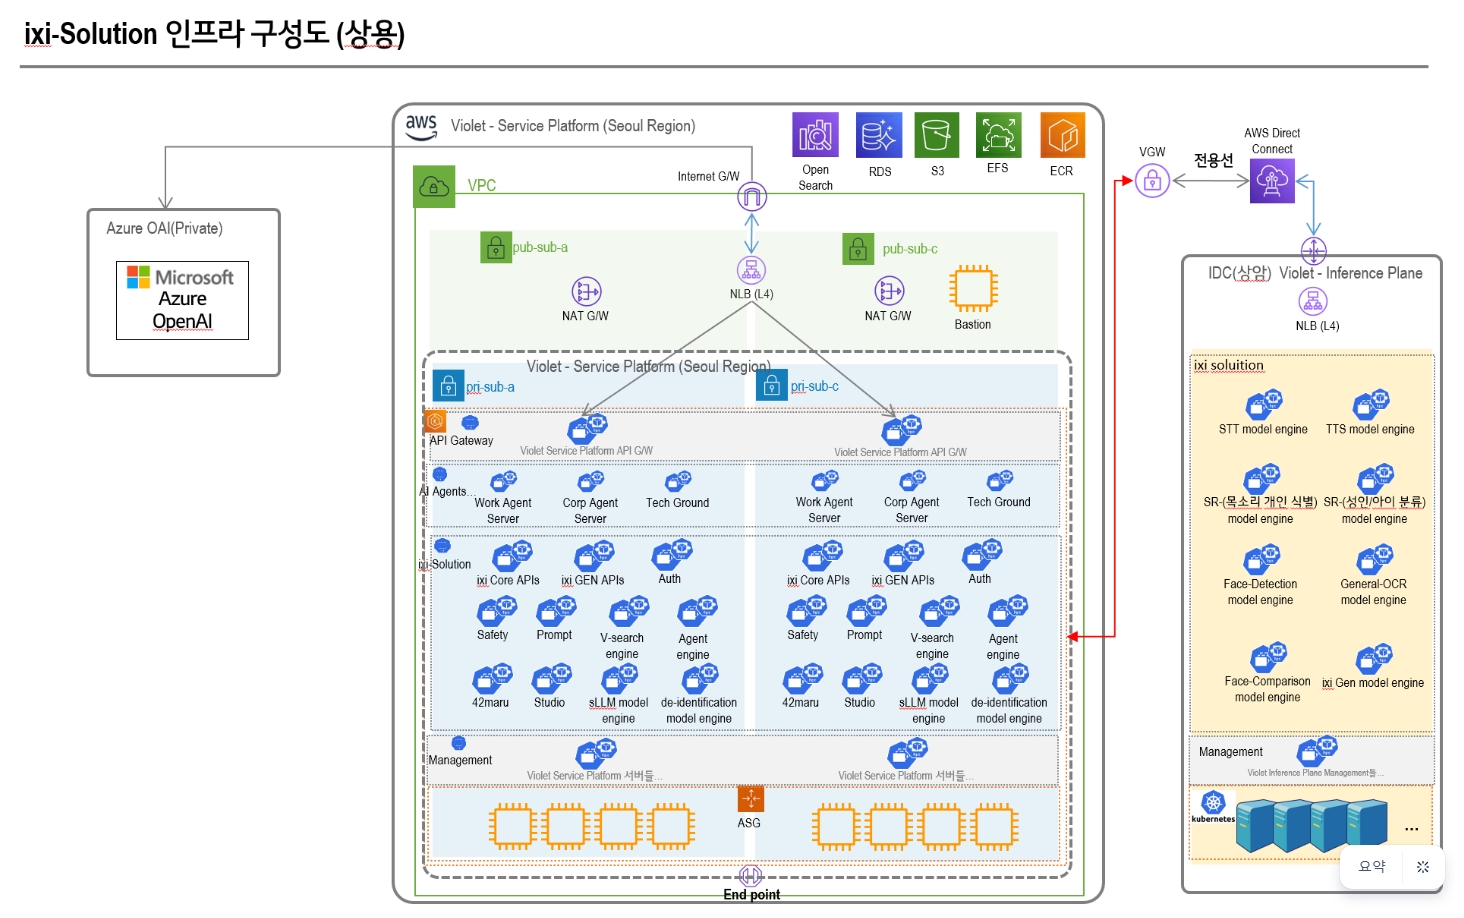 ixi-Solution 인프라 구성도 (상용)
aws
Violet - Service Platform (Seoul Region)
Open
Search
RDS
S3
EFS
ECR
Internet G/W
VPC
VGW
전용선
AWS Direct
Connect
Azure OAI(Private)
Microsoft
Azure
OpenAI
pub-sub-a
pub-sub-c
NAT G/W
NLB (L4)
NAT G/W
Bastion
Violet - Service Platform (Seoul Region)
pri-sub-a
pri-sub-c
API Gateway
Violet Service Platform API G/W
Violet Service Platform API G/W
AI Agents...
Work Agent
Server
Corp Agent
Server
Tech Ground
Work Agent
Server
Corp Agent
Server
Tech Ground
ixi-Solution
ixi Core APIs
ixi GEN APIs
Auth
ixi Core APIs
ixi GEN APIs
Auth
Safety
Prompt
V-search
engine
Agent
engine
Safety
Prompt
V-search
engine
Agent
engine
42maru
Studio
sLLM model
engine
de-identification
model engine
42maru
Studio
sLLM model
engine
de-identification
model engine
Management
Violet Service Platform 서버들...
Violet Service Platform 서버들...
ASG
End point
IDC(상암) Violet - Inference Plane
NLB (L4)
ixi soluition
STT model engine
TTS model engine
SR-(목소리 개인 식별)
model engine
SR-(성인/아이 분류)
model engine
Face-Detection
model engine
General-OCR
model engine
Face-Comparison
model engine
ixi Gen model engine
Management
Violet Inference Plane Management들...
kubernetes
...
요약